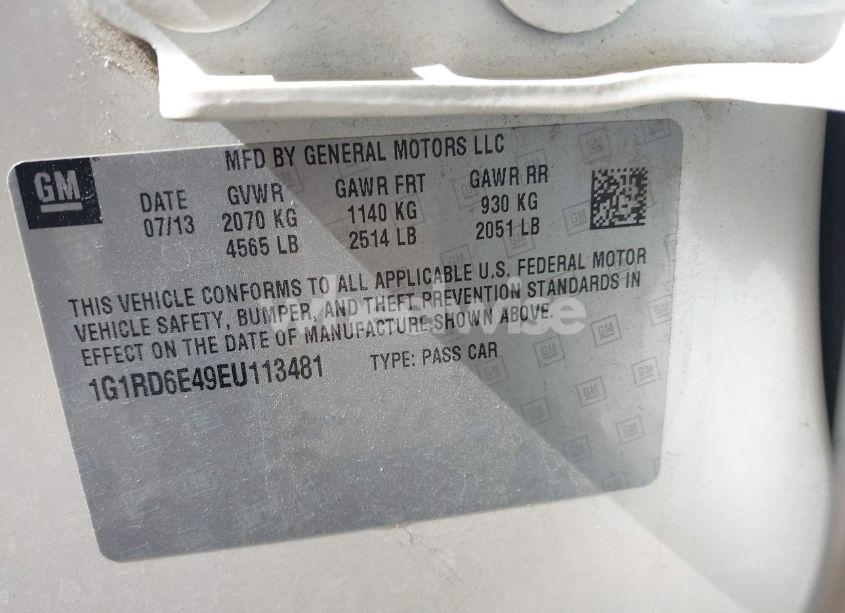 MFD BY GENERAL MOTORS LLC
GM
DATE GVWR GAWR FRT GAWR RR
07/13 2070 KG 1140 KG 930 KG
4565 LB 2514 LB 2051 LB
THIS VEHICLE CONFORMS TO ALL APPLICABLE U.S. FEDERAL MOTOR
VEHICLE SAFETY, BUMPER, AND THEFT PREVENTION STANDARDS IN
EFFECT ON THE DATE OF MANUFACTURE SHOWN ABOVE.
1G1RD6E49EU113481 TYPE: PASS CAR